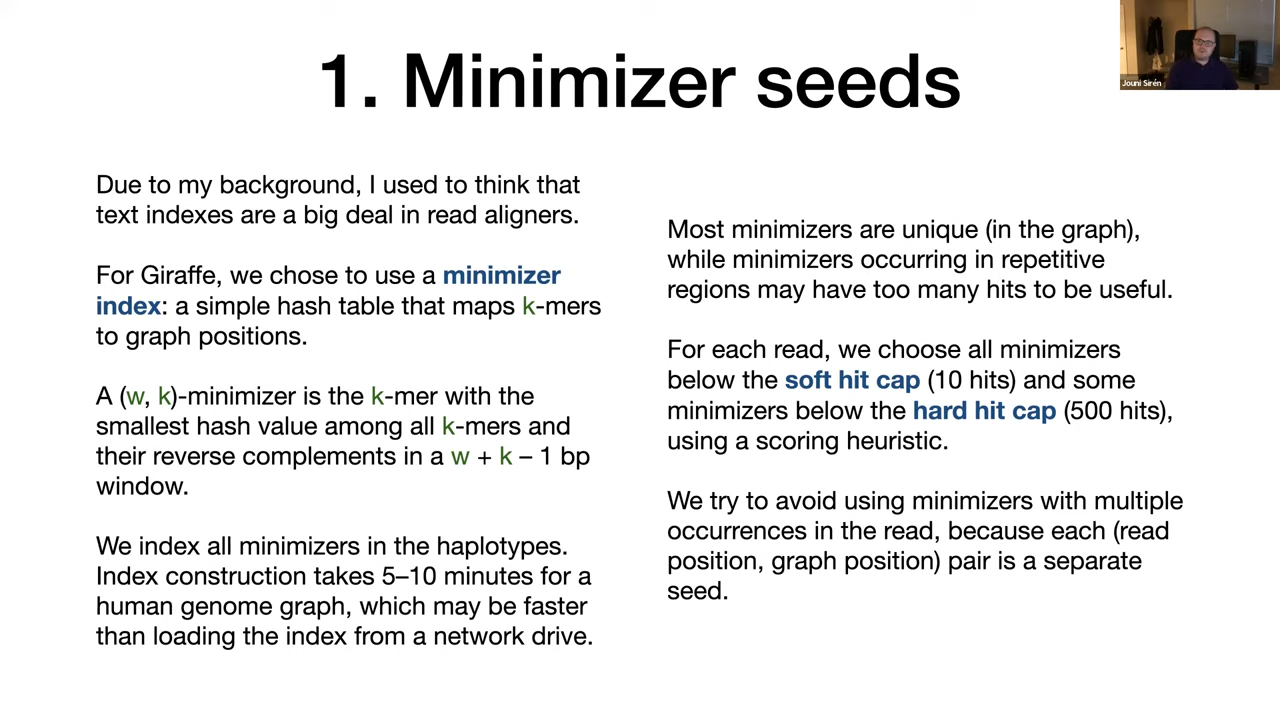 1. Minimizer seeds
Jouni Sirén
Due to my background, I used to think that
text indexes are a big deal in read aligners.
For Giraffe, we chose to use a minimizer
index: a simple hash table that maps k-mers
to graph positions.
A (w, k)-minimizer is the k-mer with the
smallest hash value among all k-mers and
their reverse complements in a w + k – 1 bp
window.
We index all minimizers in the haplotypes.
Index construction takes 5–10 minutes for a
human genome graph, which may be faster
than loading the index from a network drive.
Most minimizers are unique (in the graph),
while minimizers occurring in repetitive
regions may have too many hits to be useful.
For each read, we choose all minimizers
below the soft hit cap (10 hits) and some
minimizers below the hard hit cap (500 hits),
using a scoring heuristic.
We try to avoid using minimizers with multiple
occurrences in the read, because each (read
position, graph position) pair is a separate
seed.